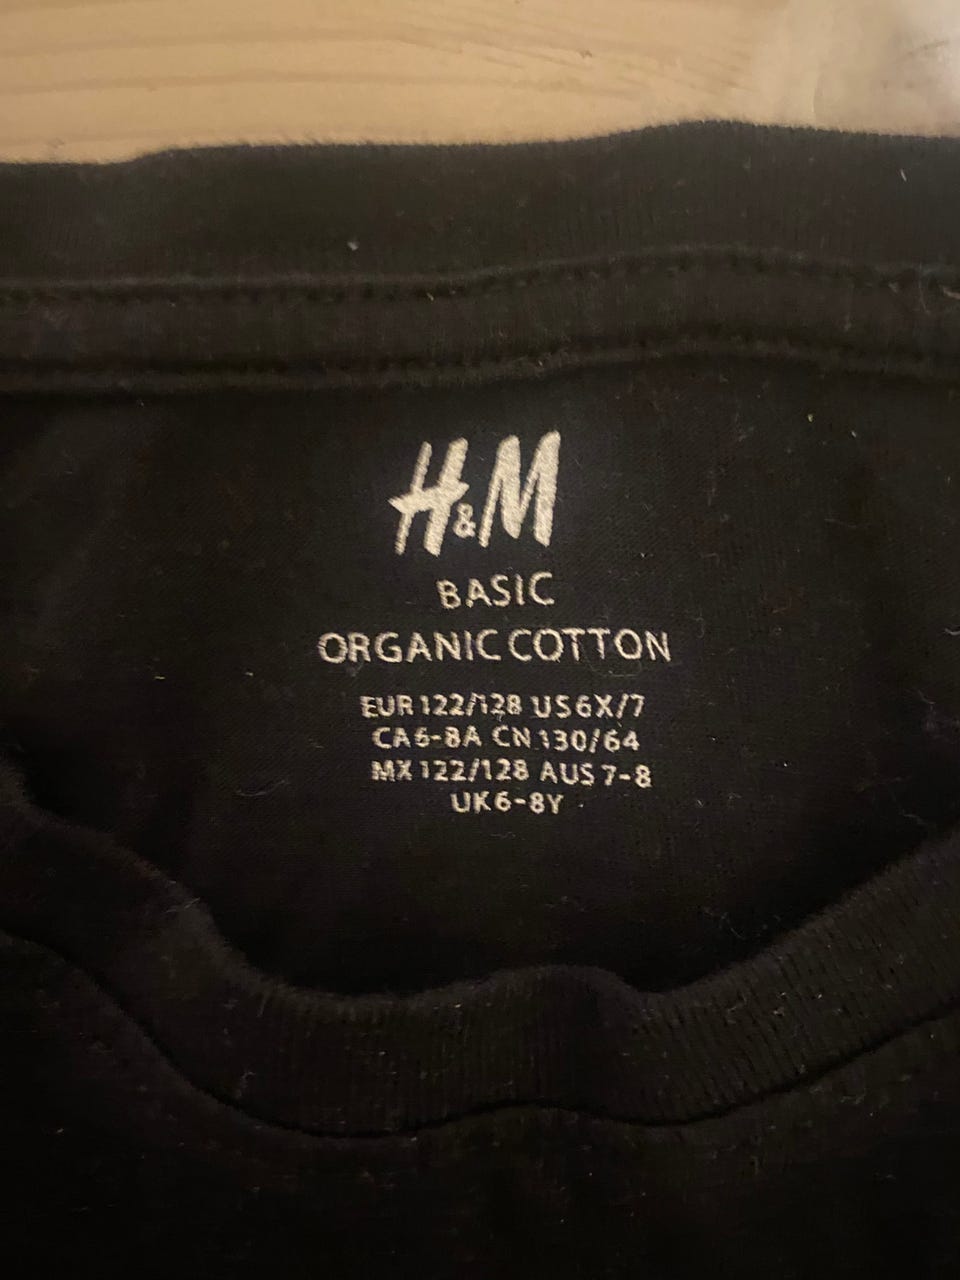 H&M
BASIC
ORGANIC COTTON
EUR 122/128 US 6X/7
CA 6-8A CN 130/64
MX 122/128 AUS 7-8
UK 6-8Y